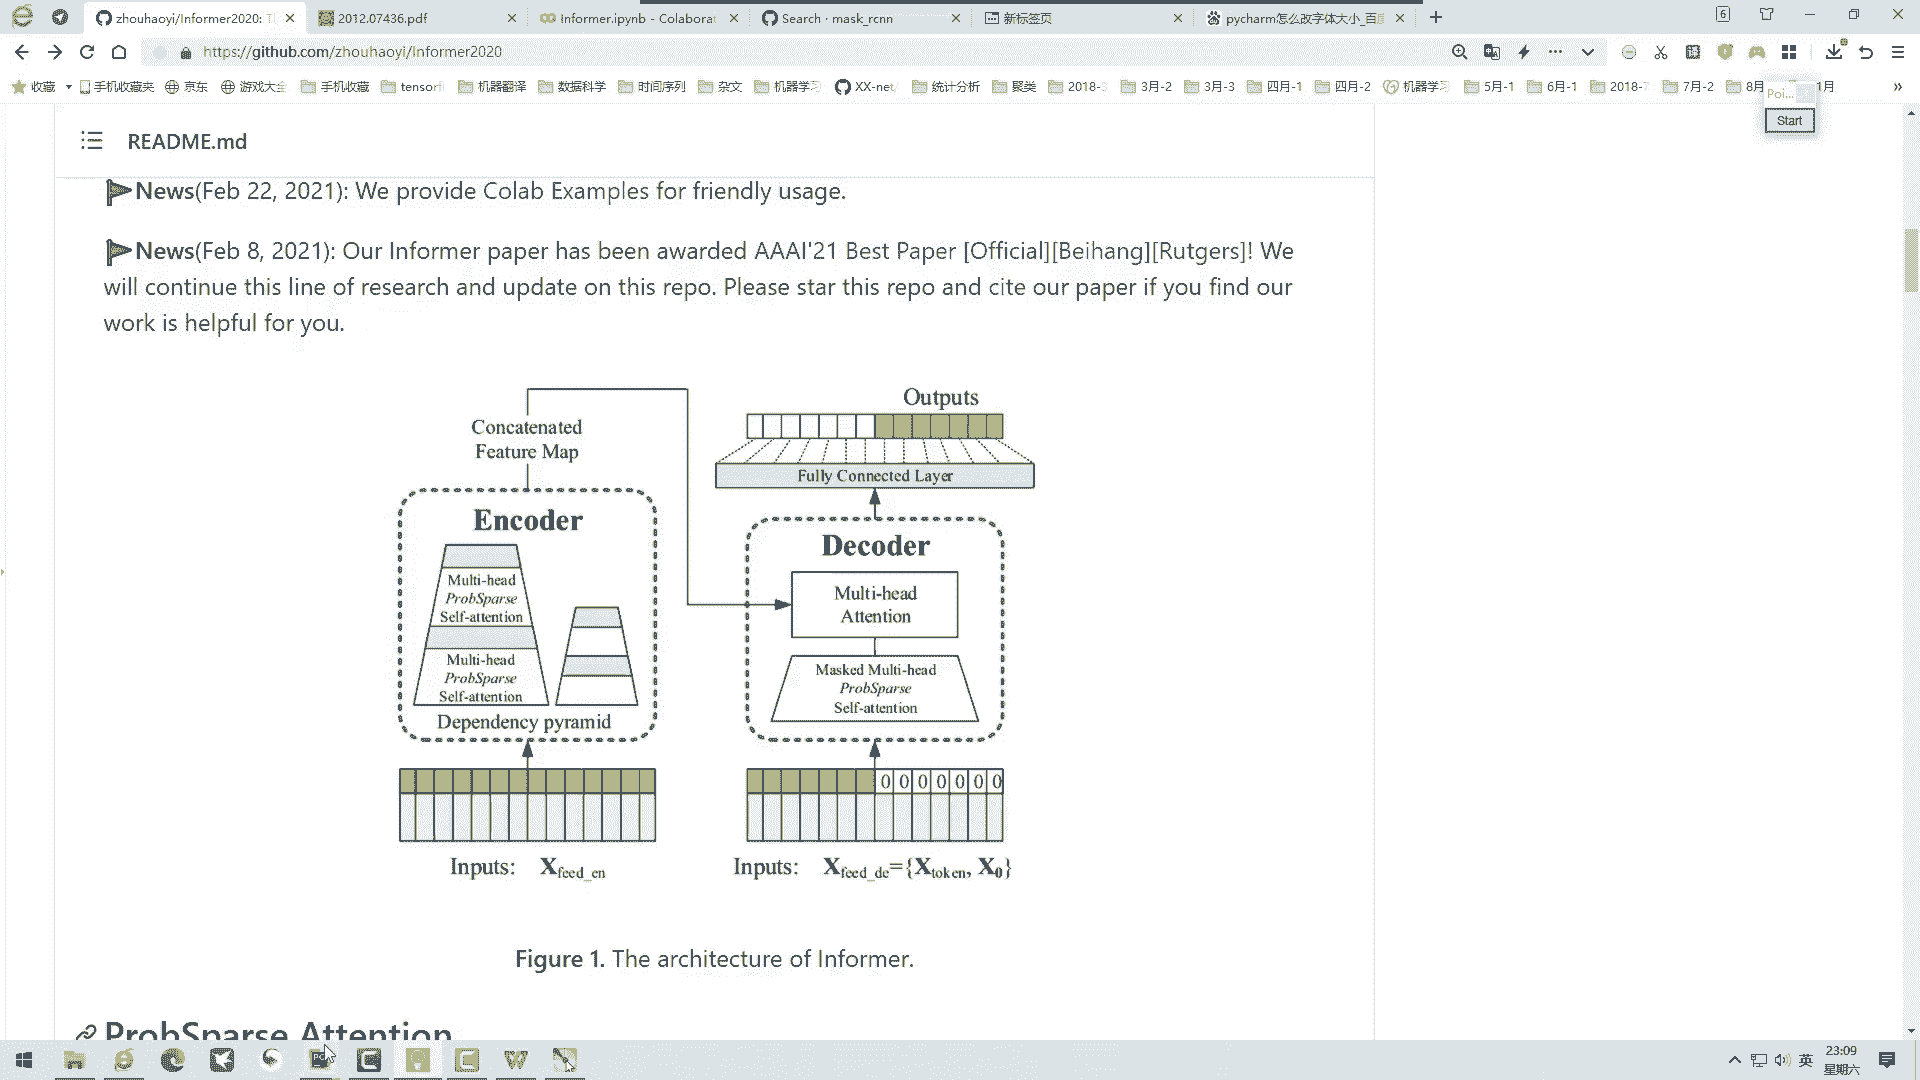 zhouhaoyi/Informer2020: T
2012.07436.pdf
Informer.ipynb - Colaborat
Search · mask_rcnn
新标签页
pycharm怎么改字体大小_百度
6
https://github.com/zhouhaoyi/Informer2020
收藏
手机收藏夹
京东
游戏大全
手机收藏
tensorf
机器翻译
数据科学
时间序列
杂文
机器学习
XX-net/
统计分析
聚类
2018-3
3月-2
3月-3
四月-1
四月-2
机器学习
5月-1
6月-1
2018-7
7月-2
8月
1月
»
Poi...
Start
README.md
News(Feb 22, 2021): We provide Colab Examples for friendly usage.
News(Feb 8, 2021): Our Informer paper has been awarded AAAI'21 Best Paper [Official][Beihang][Rutgers]! We
will continue this line of research and update on this repo. Please star this repo and cite our paper if you find our
work is helpful for you.
Concatenated
Feature Map
Outputs
Fully Connected Layer
Encoder
Multi-head
ProbSparse
Self-attention
Multi-head
ProbSparse
Self-attention
Dependency pyramid
Decoder
Multi-head
Attention
Masked Multi-head
ProbSparse
Self-attention
0 0 0 0 0 0 0
Inputs: Xfeed_en
Inputs: Xfeed_de={Xtoken, X0}
Figure 1. The architecture of Informer.
ProbSparse Attention
英
23:09
星期六